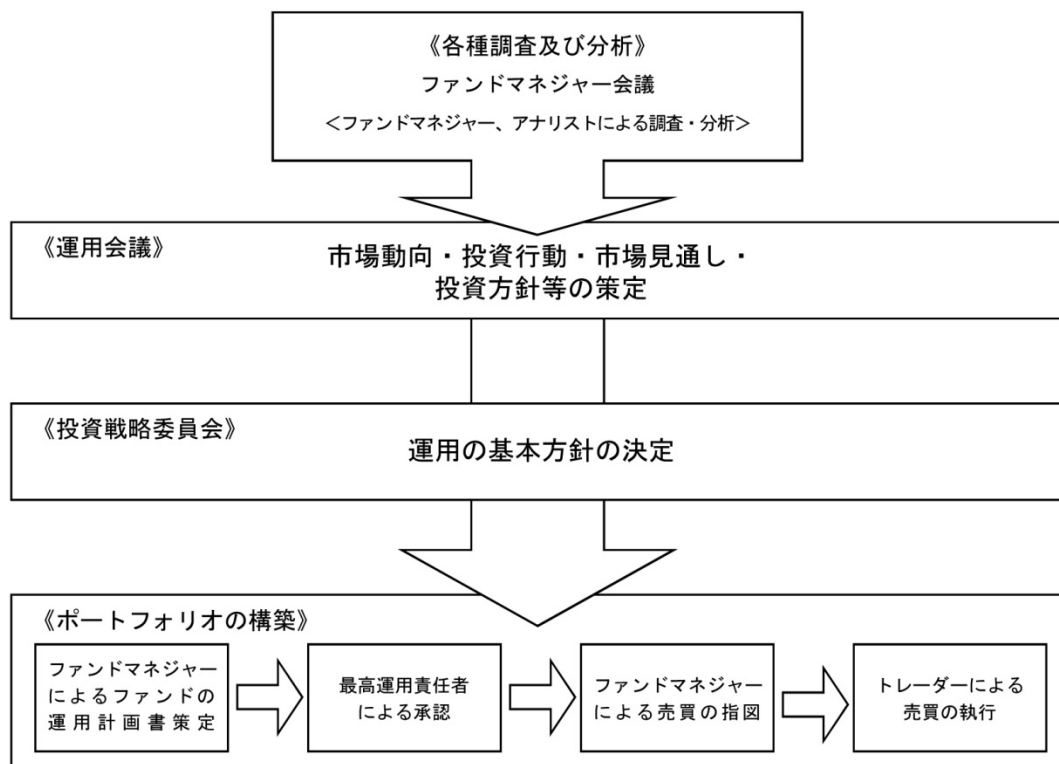 《各種調査及び分析》
ファンドマネジャー会議
＜ファンドマネジャー、アナリストによる調査・分析＞
《運用会議》
市場動向・投資行動・市場見通し・
投資方針等の策定
《投資戦略委員会》
運用の基本方針の決定
《ポートフォリオの構築》
ファンドマネジャー
によるファンドの
運用計画書策定
最高運用責任者
による承認
ファンドマネジャー
による売買の指図
トレーダーによる
売買の執行